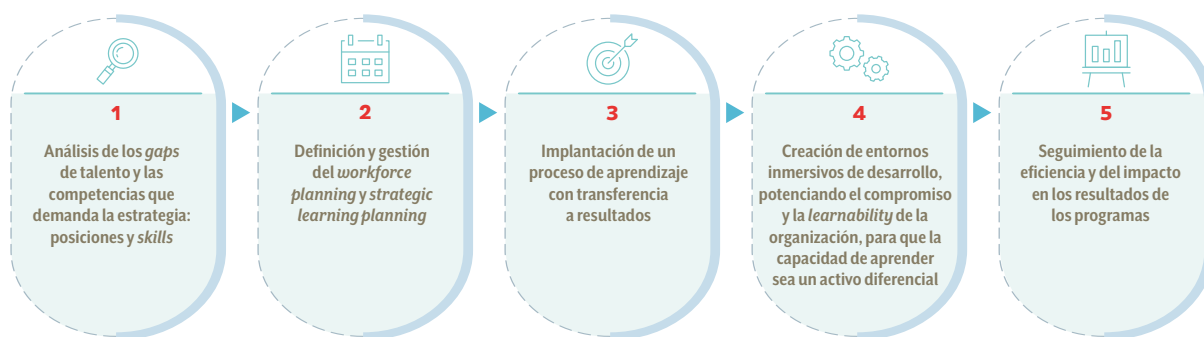 1
Análisis de los gaps
de talento y las
competencias que
demanda la estrategia:
posiciones y skills
2
Definición y gestión
del workforce
planning y strategic
learning planning
3
Implantación de un
proceso de aprendizaje
con transferencia
a resultados
4
Creación de entornos
inmersivos de desarrollo,
potenciando el compromiso
y la learnability de la
organización, para que la
capacidad de aprender
sea un activo diferencial
5
Seguimiento de la
eficiencia y del impacto
en los resultados de
los programas